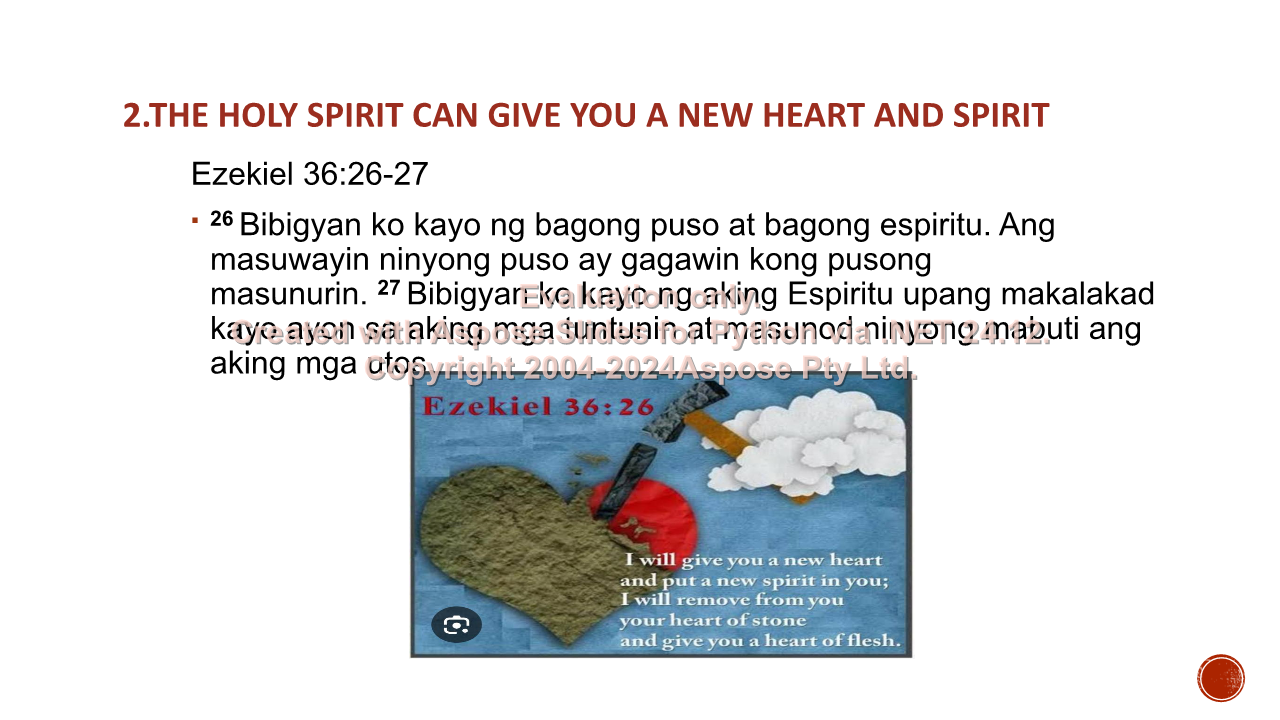 2.THE HOLY SPIRIT CAN GIVE YOU A NEW HEART AND SPIRIT
Ezekiel 36:26-27
26 Bibigyan ko kayo ng bagong puso at bagong espiritu. Ang
masuwayin ninyong puso ay gagawin kong pusong
masunurin. 27 Bibigyan ko kayo ng aking Espiritu upang makalakad
kayo ayon sa aking mga tuntunin at masunod ninyong mabuti ang
aking mga utos.
Evaluation only.
Created with Aspose.Slides for Python via .NET 24.12.
Copyright 2004-2024Aspose Pty Ltd.
Ezekiel 36:26
I will give you a new heart
and put a new spirit in you;
I will remove from you
your heart of stone
and give you a heart of flesh.